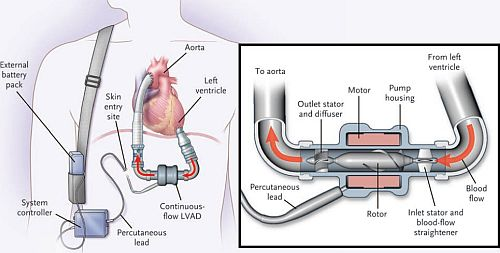 External
battery
pack
Skin
entry
site
Aorta
Left
ventricle
System
controller
Percutaneous
lead
Continuous-
flow LVAD
To aorta
Outlet stator
and diffuser
Motor
Pump
housing
From left
ventricle
Percutaneous
lead
Rotor
Inlet stator and
blood-flow
straightener
Blood
flow